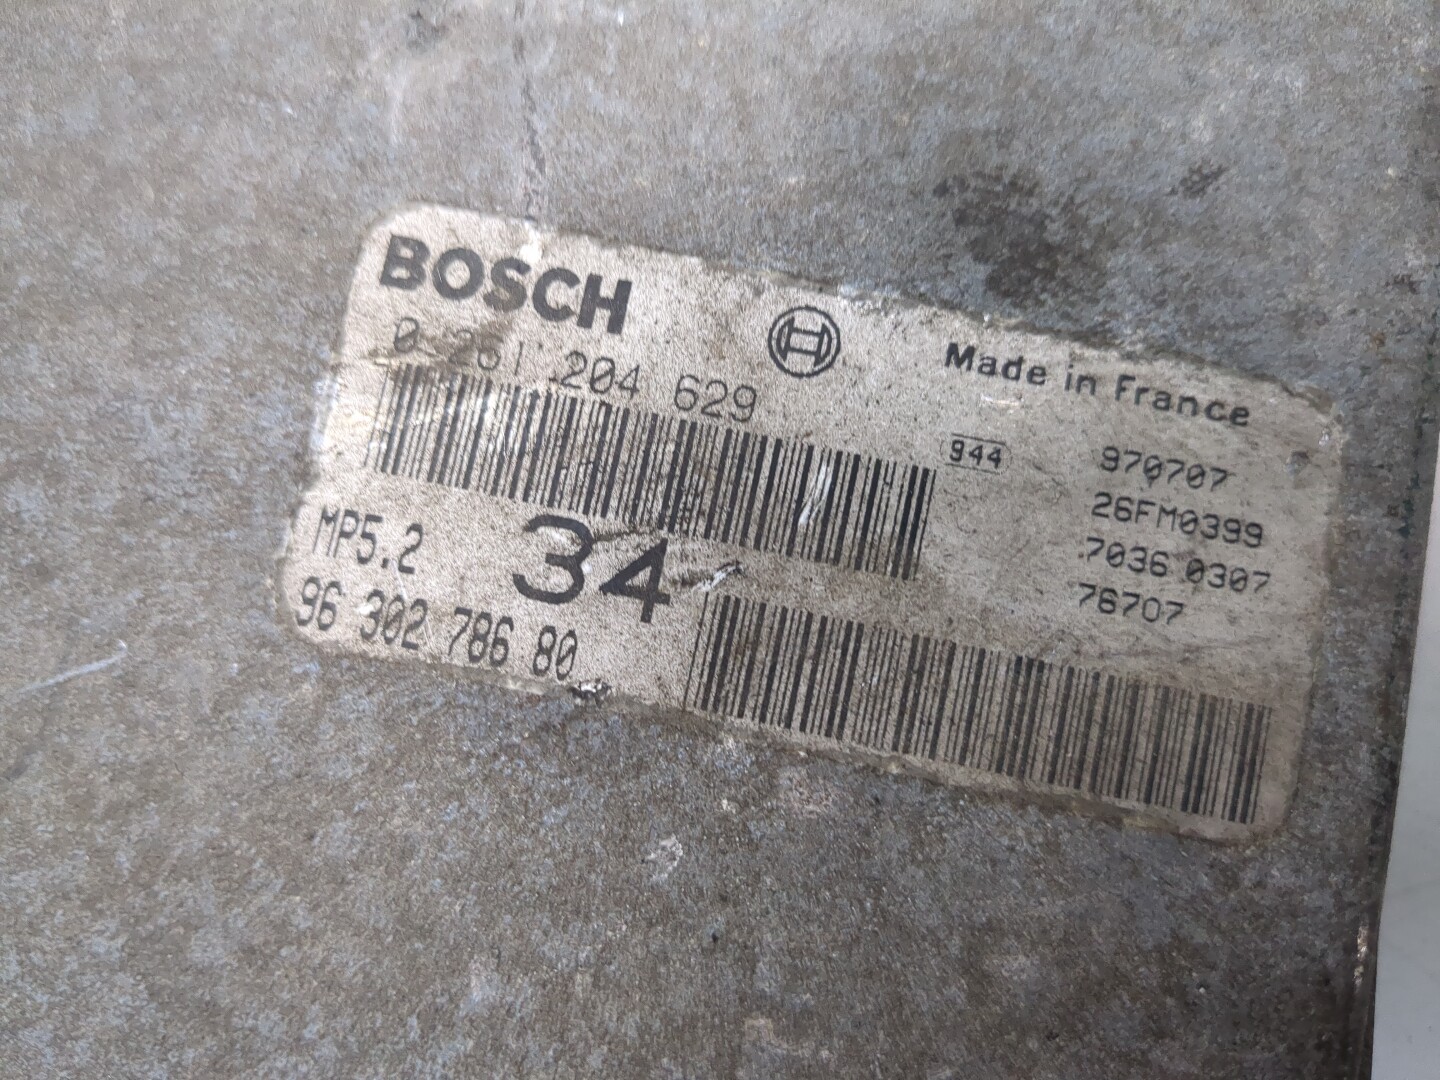 BOSCH
0 261 204 629
Made in France
944
970707
26FM0399
.7036 0307
76707
MP5.2
34
96 302 786 80